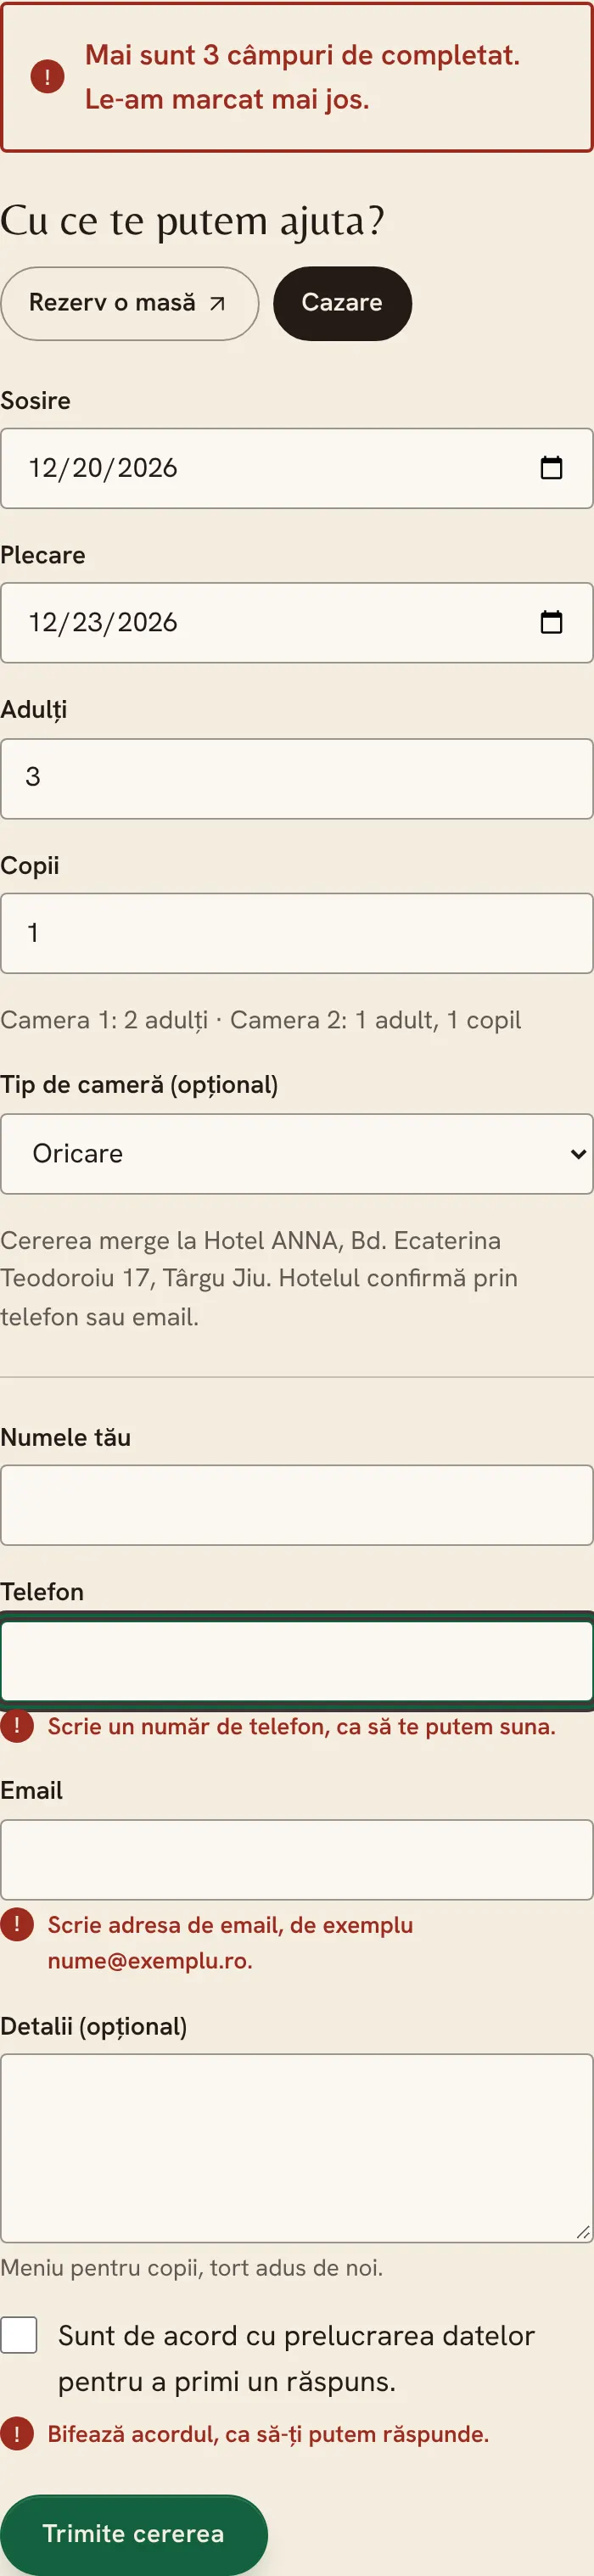 Mai sunt 3 câmpuri de completat.
Le-am marcat mai jos.
Cu ce te putem ajuta?
Rezerv o masă ↗
Cazare
Sosire
12/20/2026
Plecare
12/23/2026
Adulți
3
Copii
1
Camera 1: 2 adulți · Camera 2: 1 adult, 1 copil
Tip de cameră (opțional)
Oricare
Cererea merge la Hotel ANNA, Bd. Ecaterina
Teodoroiu 17, Târgu Jiu. Hotelul confirmă prin
telefon sau email.
Numele tău
Telefon
! Scrie un număr de telefon, ca să te putem suna.
Email
! Scrie adresa de email, de exemplu
nume@exemplu.ro.
Detalii (opțional)
Meniu pentru copii, tort adus de noi.
Sunt de acord cu prelucrarea datelor
pentru a primi un răspuns.
! Bifează acordul, ca să-ți putem răspunde.
Trimite cererea